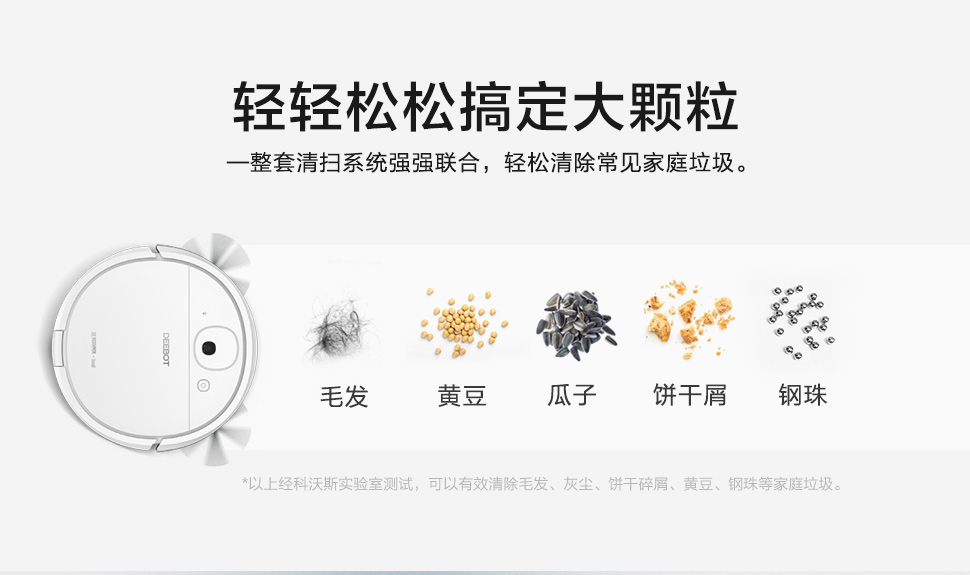 轻轻松松搞定大颗粒
一整套清扫系统强强联合，轻松清除常见家庭垃圾。
DEEBOT
毛发
黄豆
瓜子
饼干屑
钢珠
*以上经科沃斯实验室测试，可以有效清除毛发、灰尘、饼干碎屑、黄豆、钢珠等家庭垃圾。